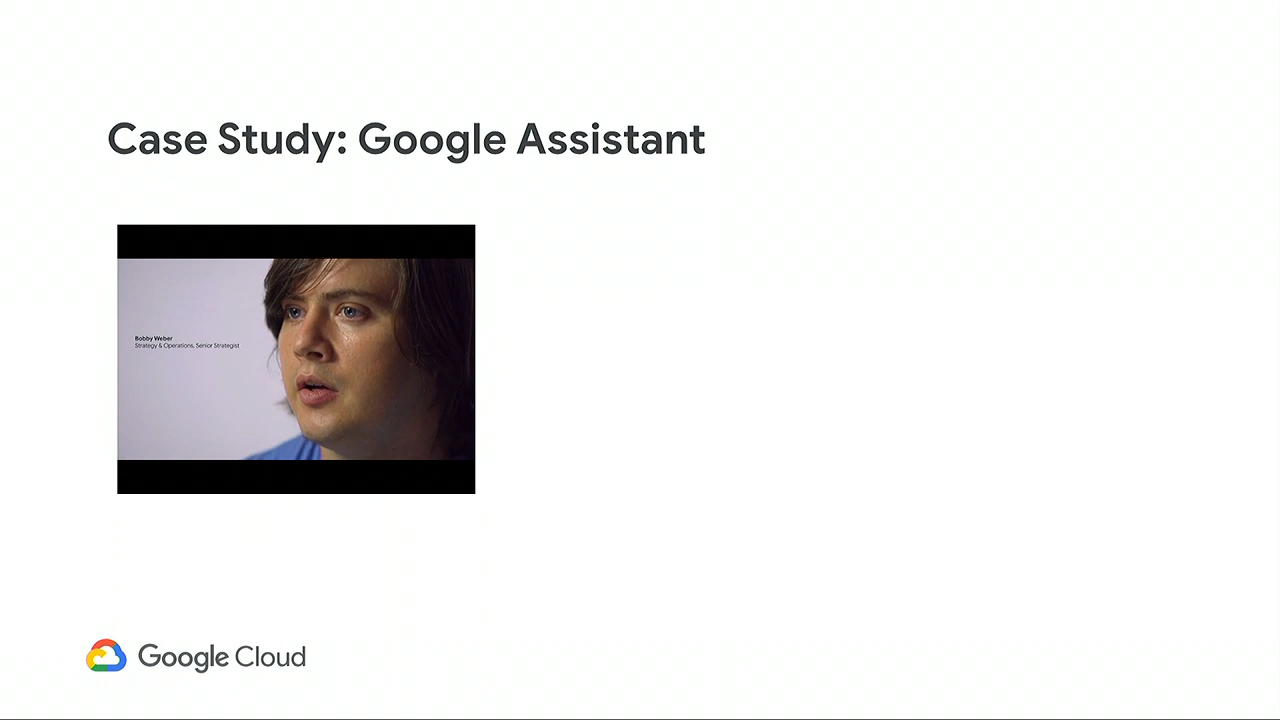 Case Study: Google Assistant
Bobby Weber
Strategy & Operations, Senior Strategist
Google Cloud